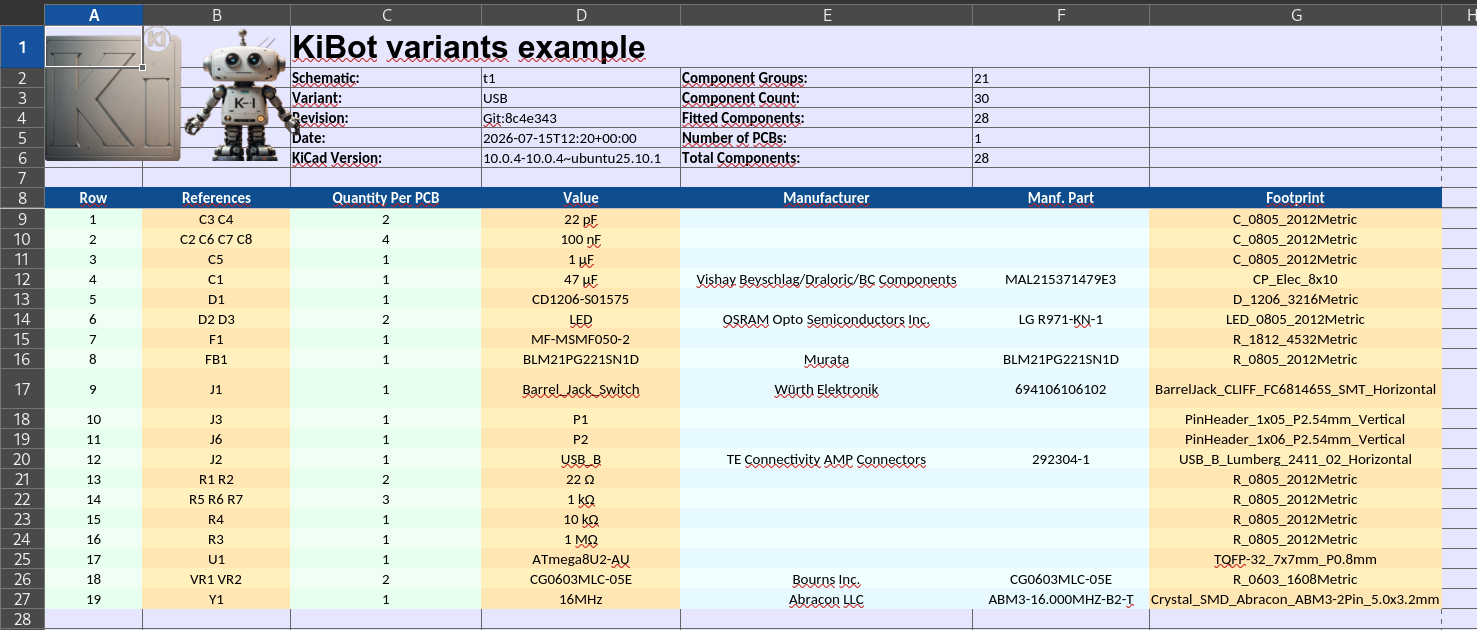 A B C D E F G H
1 Ki Ki K-I KiBot variants example
2 Schematic: t1 Component Groups: 21
3 Variant: USB Component Count: 30
4 Revision: Git:8c4e343 Fitted Components: 28
5 Date: 2026-07-15T12:20+00:00 Number of PCBs: 1
6 KiCad Version: 10.0.4-10.0.4~ubuntu25.10.1 Total Components: 28
7
8 Row References Quantity Per PCB Value Manufacturer Manf. Part Footprint
9 1 C3 C4 2 22 pF C_0805_2012Metric
10 2 C2 C6 C7 C8 4 100 nF C_0805_2012Metric
11 3 C5 1 1 µF C_0805_2012Metric
12 4 C1 1 47 µF Vishay Beyschlag/Draloric/BC Components MAL215371479E3 CP_Elec_8x10
13 5 D1 1 CD1206-S01575 D_1206_3216Metric
14 6 D2 D3 2 LED OSRAM Opto Semiconductors Inc. LG R971-KN-1 LED_0805_2012Metric
15 7 F1 1 MF-MSMF050-2 R_1812_4532Metric
16 8 FB1 1 BLM21PG221SN1D Murata BLM21PG221SN1D R_0805_2012Metric
17 9 J1 1 Barrel_Jack_Switch Würth Elektronik 694106106102 BarrelJack_CLIFF_FC681465S_SMT_Horizontal
18 10 J3 1 P1 PinHeader_1x05_P2.54mm_Vertical
19 11 J6 1 P2 PinHeader_1x06_P2.54mm_Vertical
20 12 J2 1 USB_B TE Connectivity AMP Connectors 292304-1 USB_B_Lumberg_2411_02_Horizontal
21 13 R1 R2 2 22 Ω R_0805_2012Metric
22 14 R5 R6 R7 3 1 kΩ R_0805_2012Metric
23 15 R4 1 10 kΩ R_0805_2012Metric
24 16 R3 1 1 MΩ R_0805_2012Metric
25 17 U1 1 ATmega8U2-AU TQFP-32_7x7mm_P0.8mm
26 18 VR1 VR2 2 CG0603MLC-05E Bourns Inc. CG0603MLC-05E R_0603_1608Metric
27 19 Y1 1 16MHz Abracon LLC ABM3-16.000MHZ-B2-T Crystal_SMD_Abracon_ABM3-2Pin_5.0x3.2mm
28